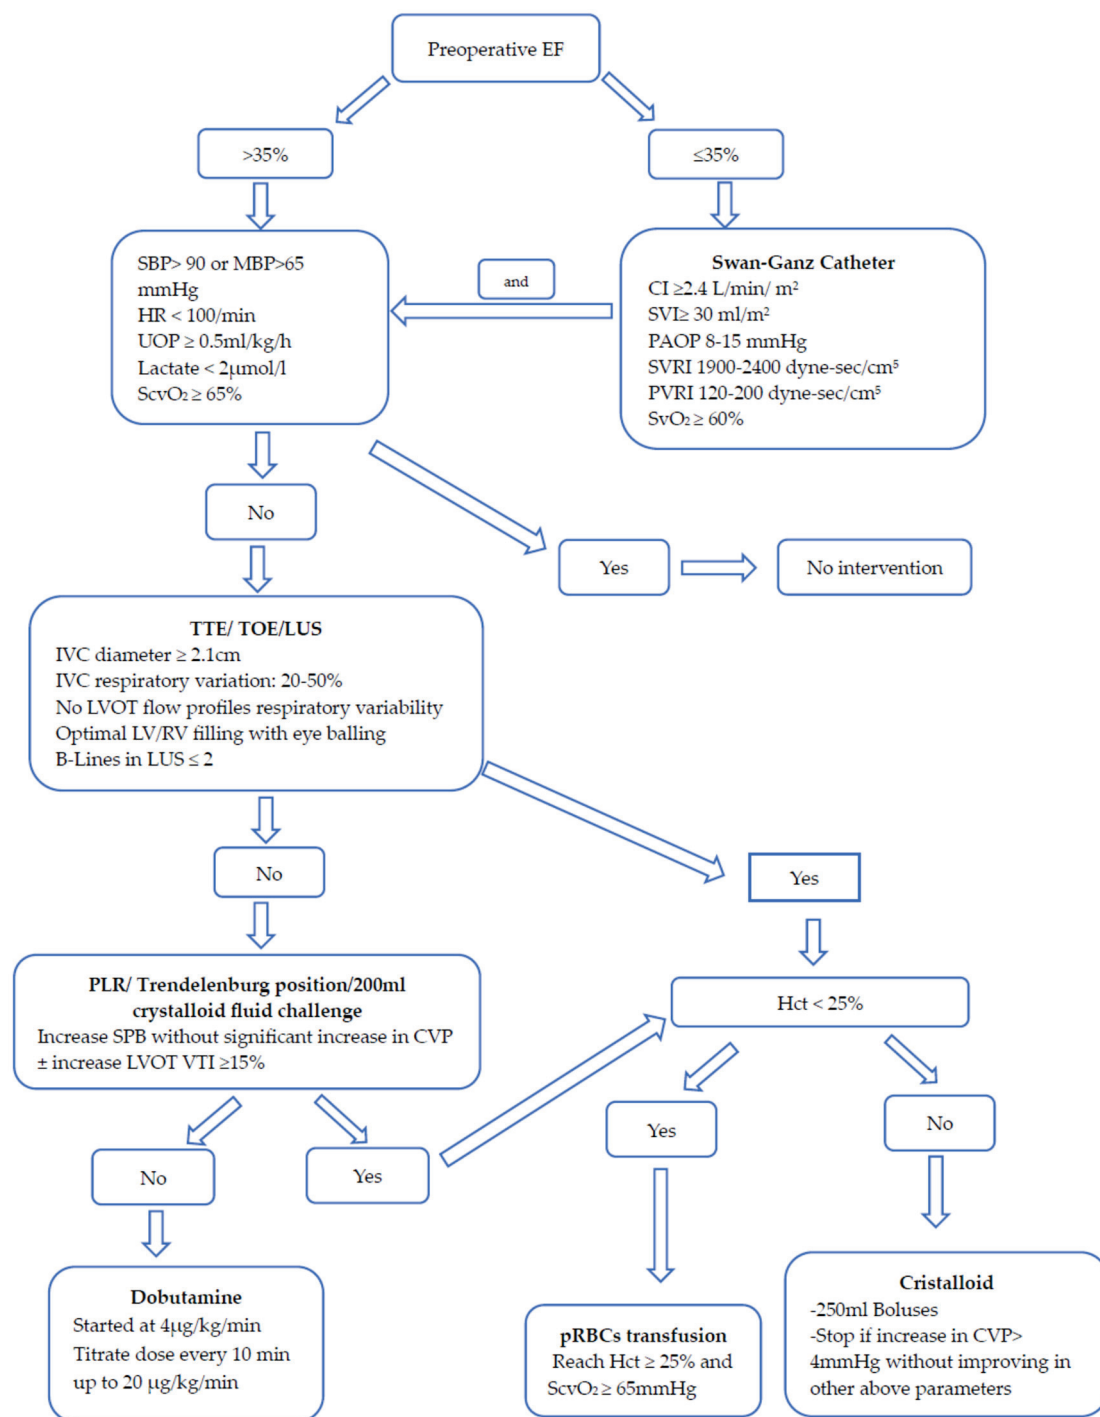 Preoperative EF
>35%
≤35%
SBP> 90 or MBP>65
mmHg
HR < 100/min
UOP ≥ 0.5ml/kg/h
Lactate < 2μmol/l
ScvO₂ ≥ 65%
and
Swan-Ganz Catheter
CI ≥2.4 L/min/ m²
SVI≥ 30 ml/m²
PAOP 8-15 mmHg
SVRI 1900-2400 dyne-sec/cm⁵
PVRI 120-200 dyne-sec/cm⁵
SvO₂ ≥ 60%
No
Yes
No intervention
TTE/ TOE/LUS
IVC diameter ≥ 2.1cm
IVC respiratory variation: 20-50%
No LVOT flow profiles respiratory variability
Optimal LV/RV filling with eye balling
B-Lines in LUS ≤ 2
No
Yes
PLR/ Trendelenburg position/200ml
crystalloid fluid challenge
Increase SPB without significant increase in CVP
± increase LVOT VTI ≥15%
Hct < 25%
No
Yes
Yes
No
Dobutamine
Started at 4μg/kg/min
Titrate dose every 10 min
up to 20 μg/kg/min
pRBCs transfusion
Reach Hct ≥ 25% and
ScvO₂ ≥ 65mmHg
Cristalloid
-250ml Boluses
-Stop if increase in CVP>
4mmHg without improving in
other above parameters